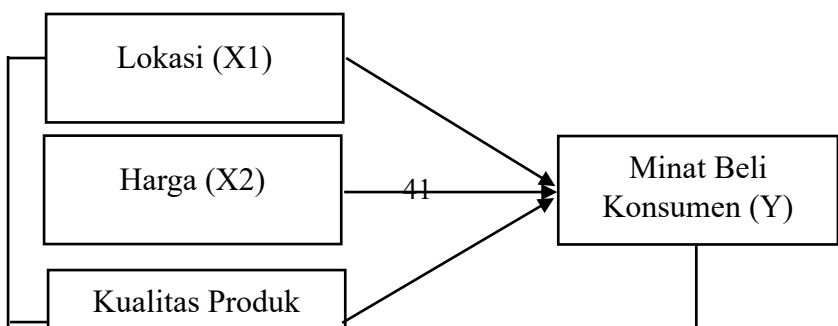 Lokasi (X1)
Harga (X2)
41
Minat Beli
Konsumen (Y)
Kualitas Produk